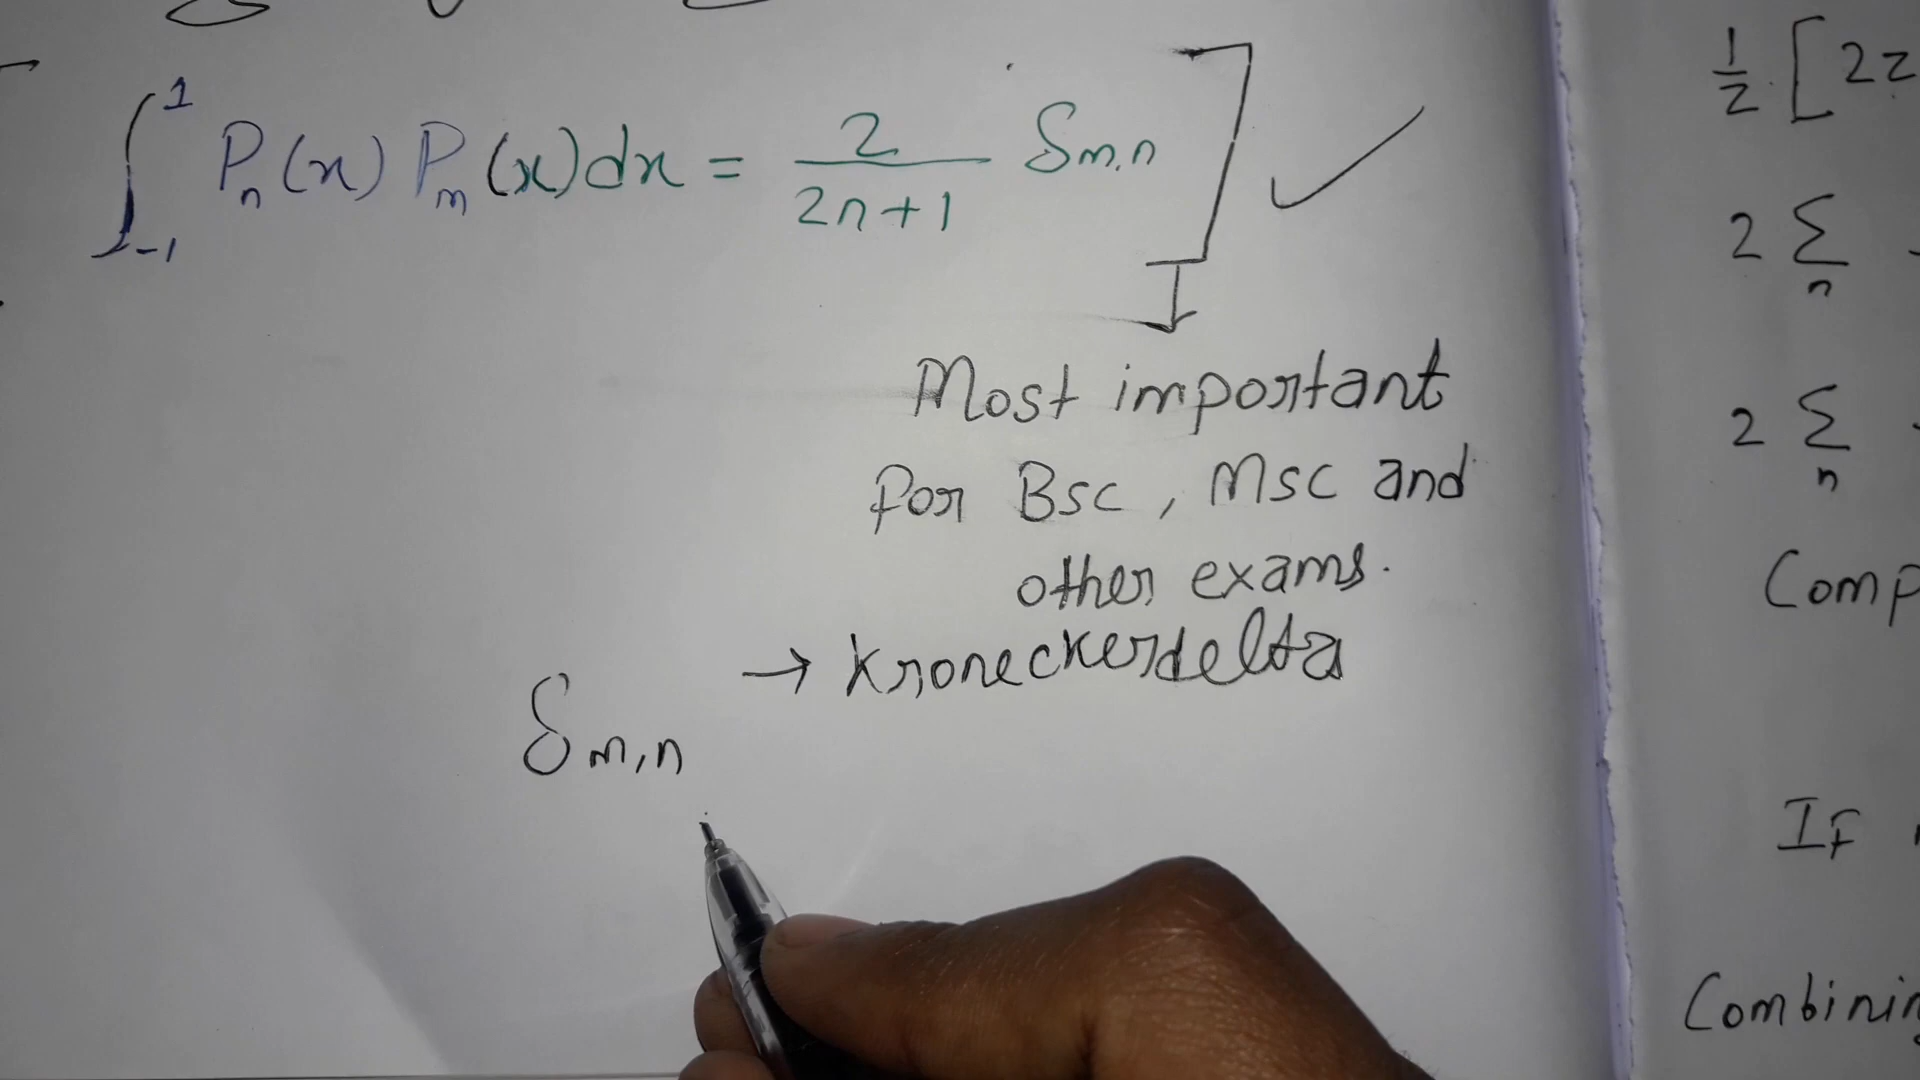 ∫₋₁¹ Pₙ(x) Pₘ(x)dx = 2/(2n+1) δm,n
Most important
for Bsc, Msc and
other exams.
→ Kroneckerdelta
δm,n
1/2 [2z
2 Σ n
2 Σ n
Comp
If
Combinin